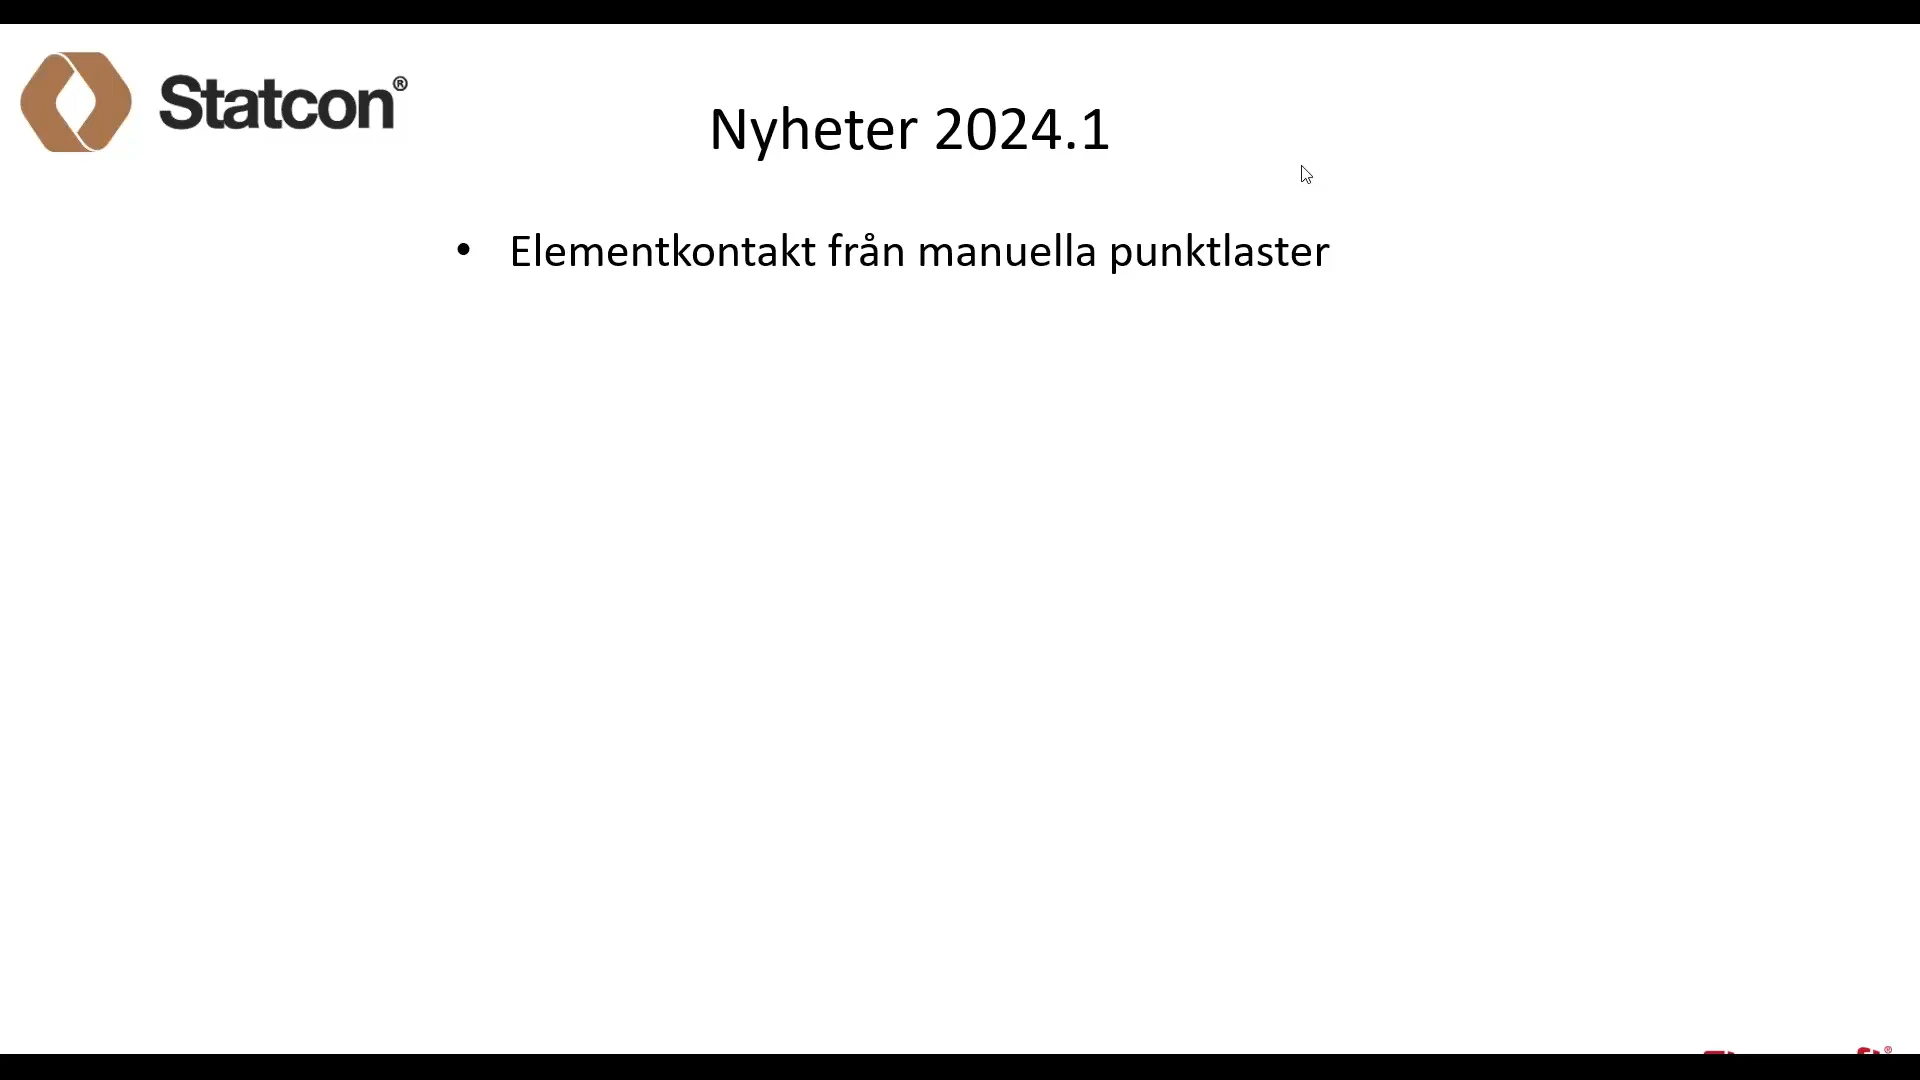 Statcon®
Nyheter 2024.1
• Elementkontakt från manuella punktlaster
®